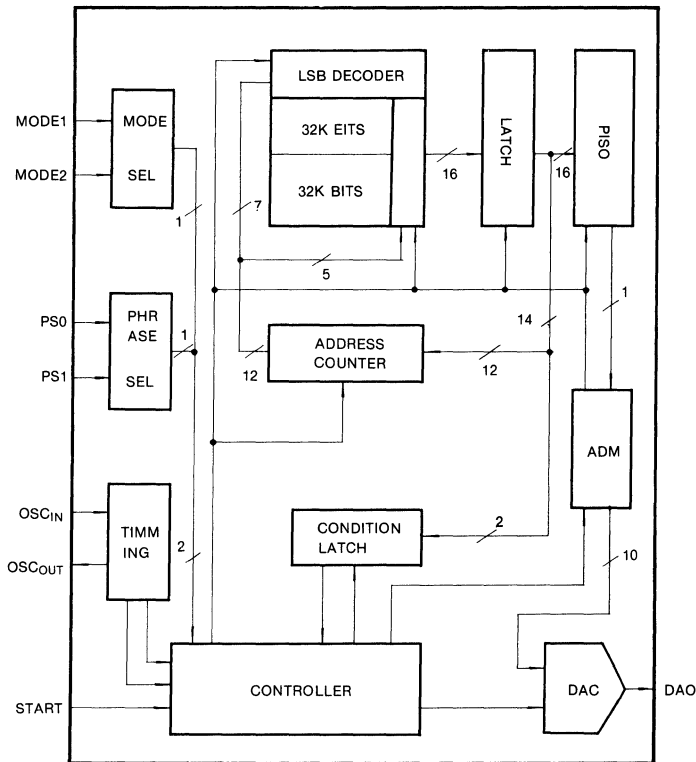 LSB DECODER
32K EITS
32K BITS
LATCH
PISO
16
16
MODE1
MODE2
MODE
SEL
1
7
5
14
1
PS0
PS1
PHR
ASE
SEL
1
12
ADDRESS
COUNTER
12
ADM
OSCIN
OSCOUT
TIMM
ING
2
CONDITION
LATCH
2
10
START
CONTROLLER
DAC
DAO